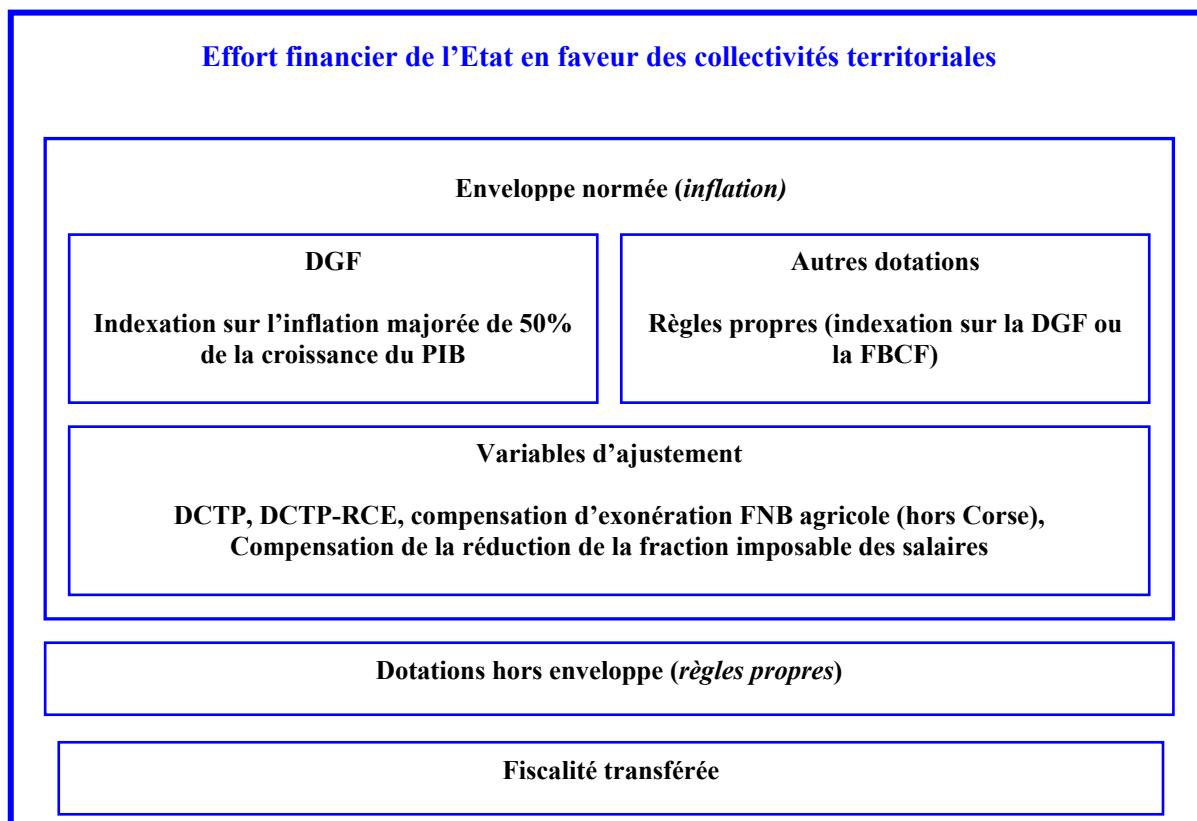 Effort financier de l’Etat en faveur des collectivités territoriales
Enveloppe normée (inflation)
DGF
Indexation sur l’inflation majorée de 50%
de la croissance du PIB
Autres dotations
Règles propres (indexation sur la DGF ou
la FBCF)
Variables d’ajustement
DCTP, DCTP-RCE, compensation d’exonération FNB agricole (hors Corse),
Compensation de la réduction de la fraction imposable des salaires
Dotations hors enveloppe (règles propres)
Fiscalité transférée